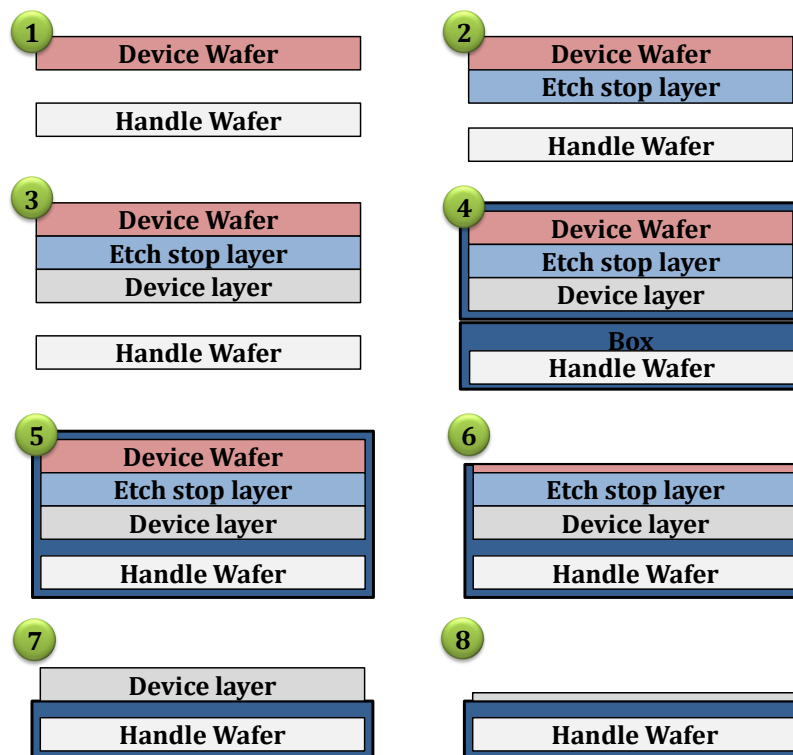 1
Device Wafer
Handle Wafer
2
Device Wafer
Etch stop layer
Handle Wafer
3
Device Wafer
Etch stop layer
Device layer
Handle Wafer
4
Device Wafer
Etch stop layer
Device layer
Box
Handle Wafer
5
Device Wafer
Etch stop layer
Device layer
Handle Wafer
6
Etch stop layer
Device layer
Handle Wafer
7
Device layer
Handle Wafer
8
Handle Wafer